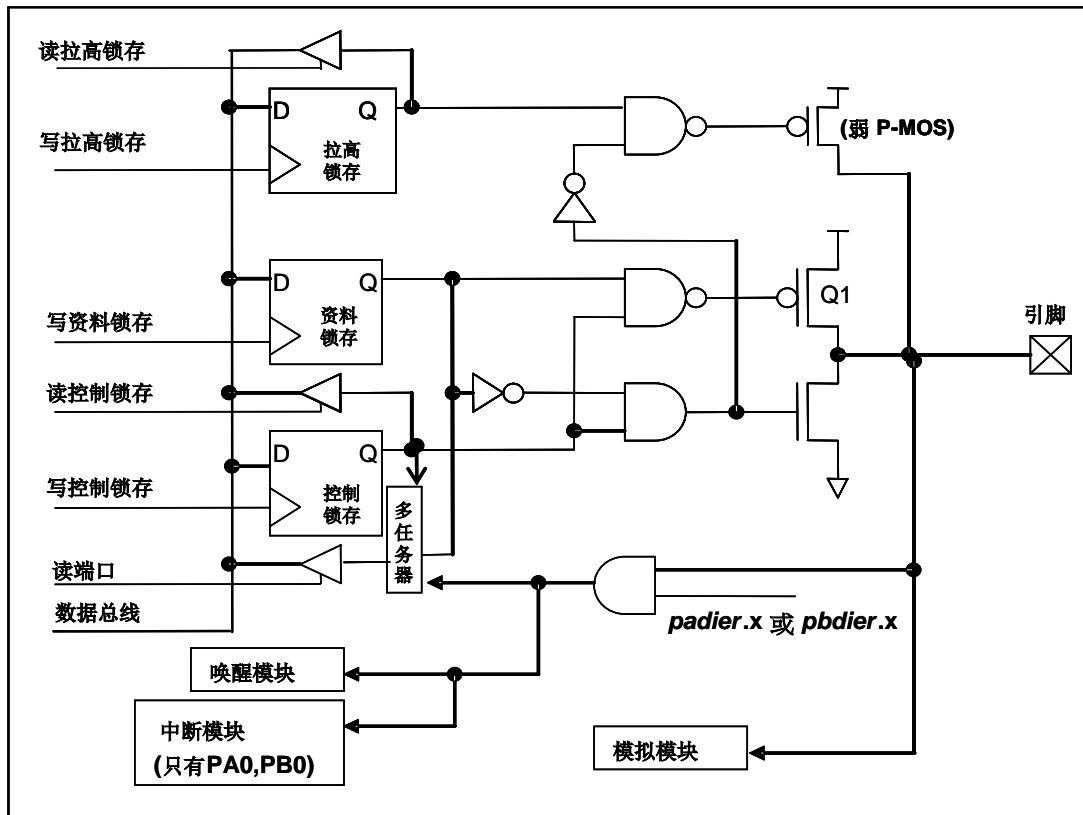 读拉高锁存
D Q
写拉高锁存
拉高
锁存
(弱 P-MOS)
D Q
资料
锁存
写资料锁存
Q1
引脚
读控制锁存
D Q
写控制锁存
控制
锁存
多
任
务
器
读端口
数据总线
padier.x 或 pbdier.x
唤醒模块
中断模块
(只有PA0,PB0)
模拟模块